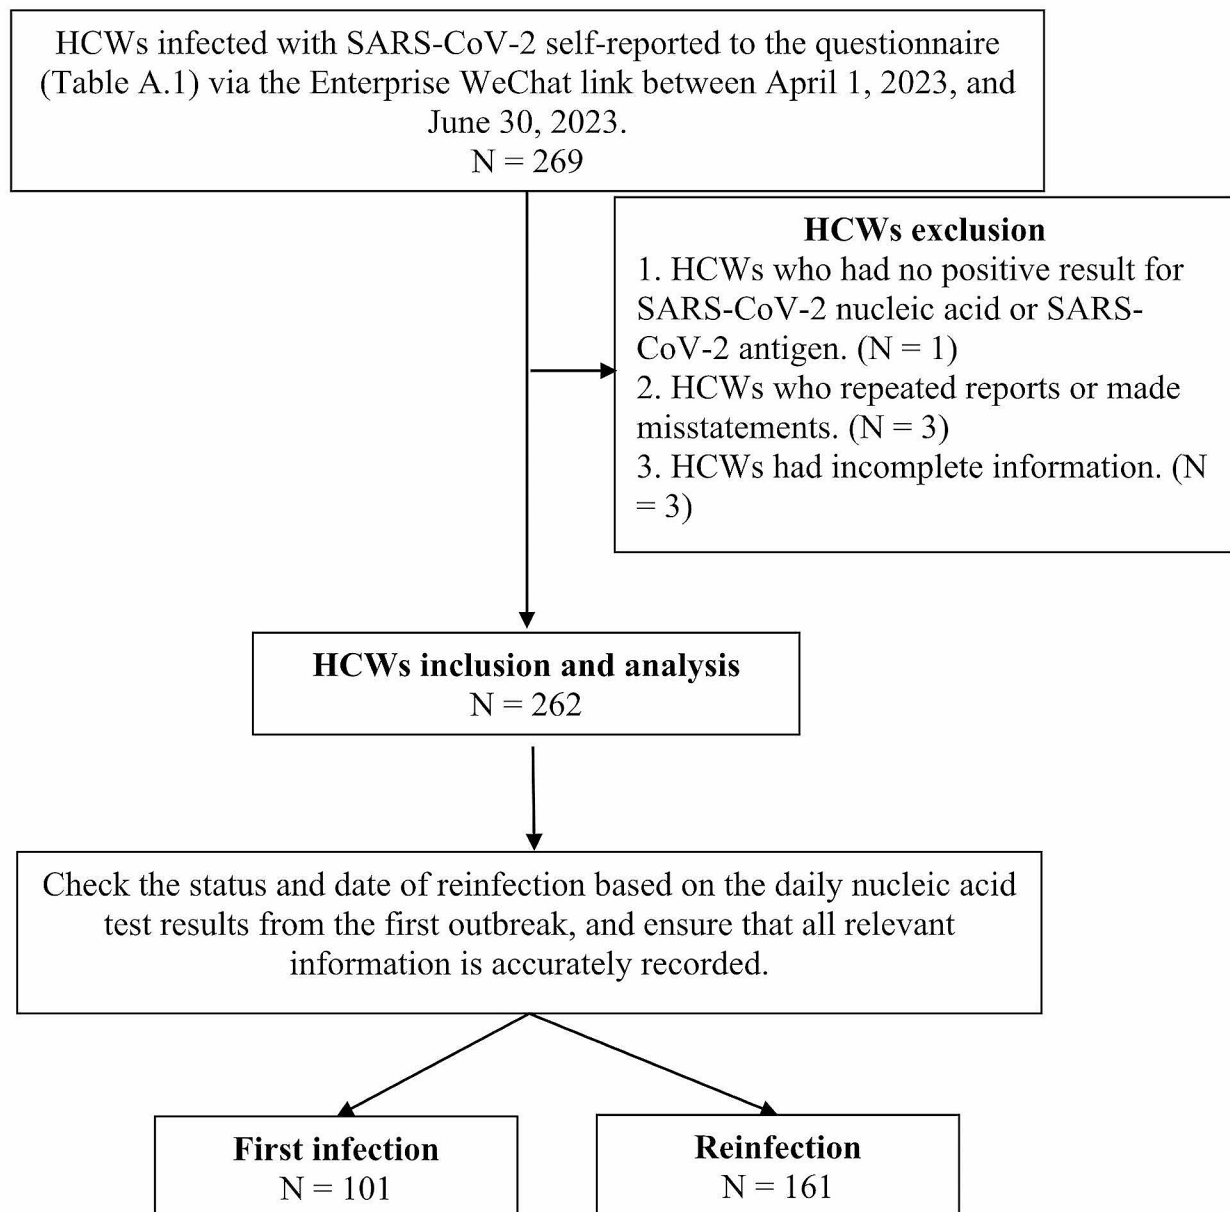 HCWs infected with SARS-CoV-2 self-reported to the questionnaire
(Table A.1) via the Enterprise WeChat link between April 1, 2023, and
June 30, 2023.
N = 269
HCWs exclusion
1. HCWs who had no positive result for
SARS-CoV-2 nucleic acid or SARS-
CoV-2 antigen. (N = 1)
2. HCWs who repeated reports or made
misstatements. (N = 3)
3. HCWs had incomplete information. (N
= 3)
HCWs inclusion and analysis
N = 262
Check the status and date of reinfection based on the daily nucleic acid
test results from the first outbreak, and ensure that all relevant
information is accurately recorded.
First infection
N = 101
Reinfection
N = 161